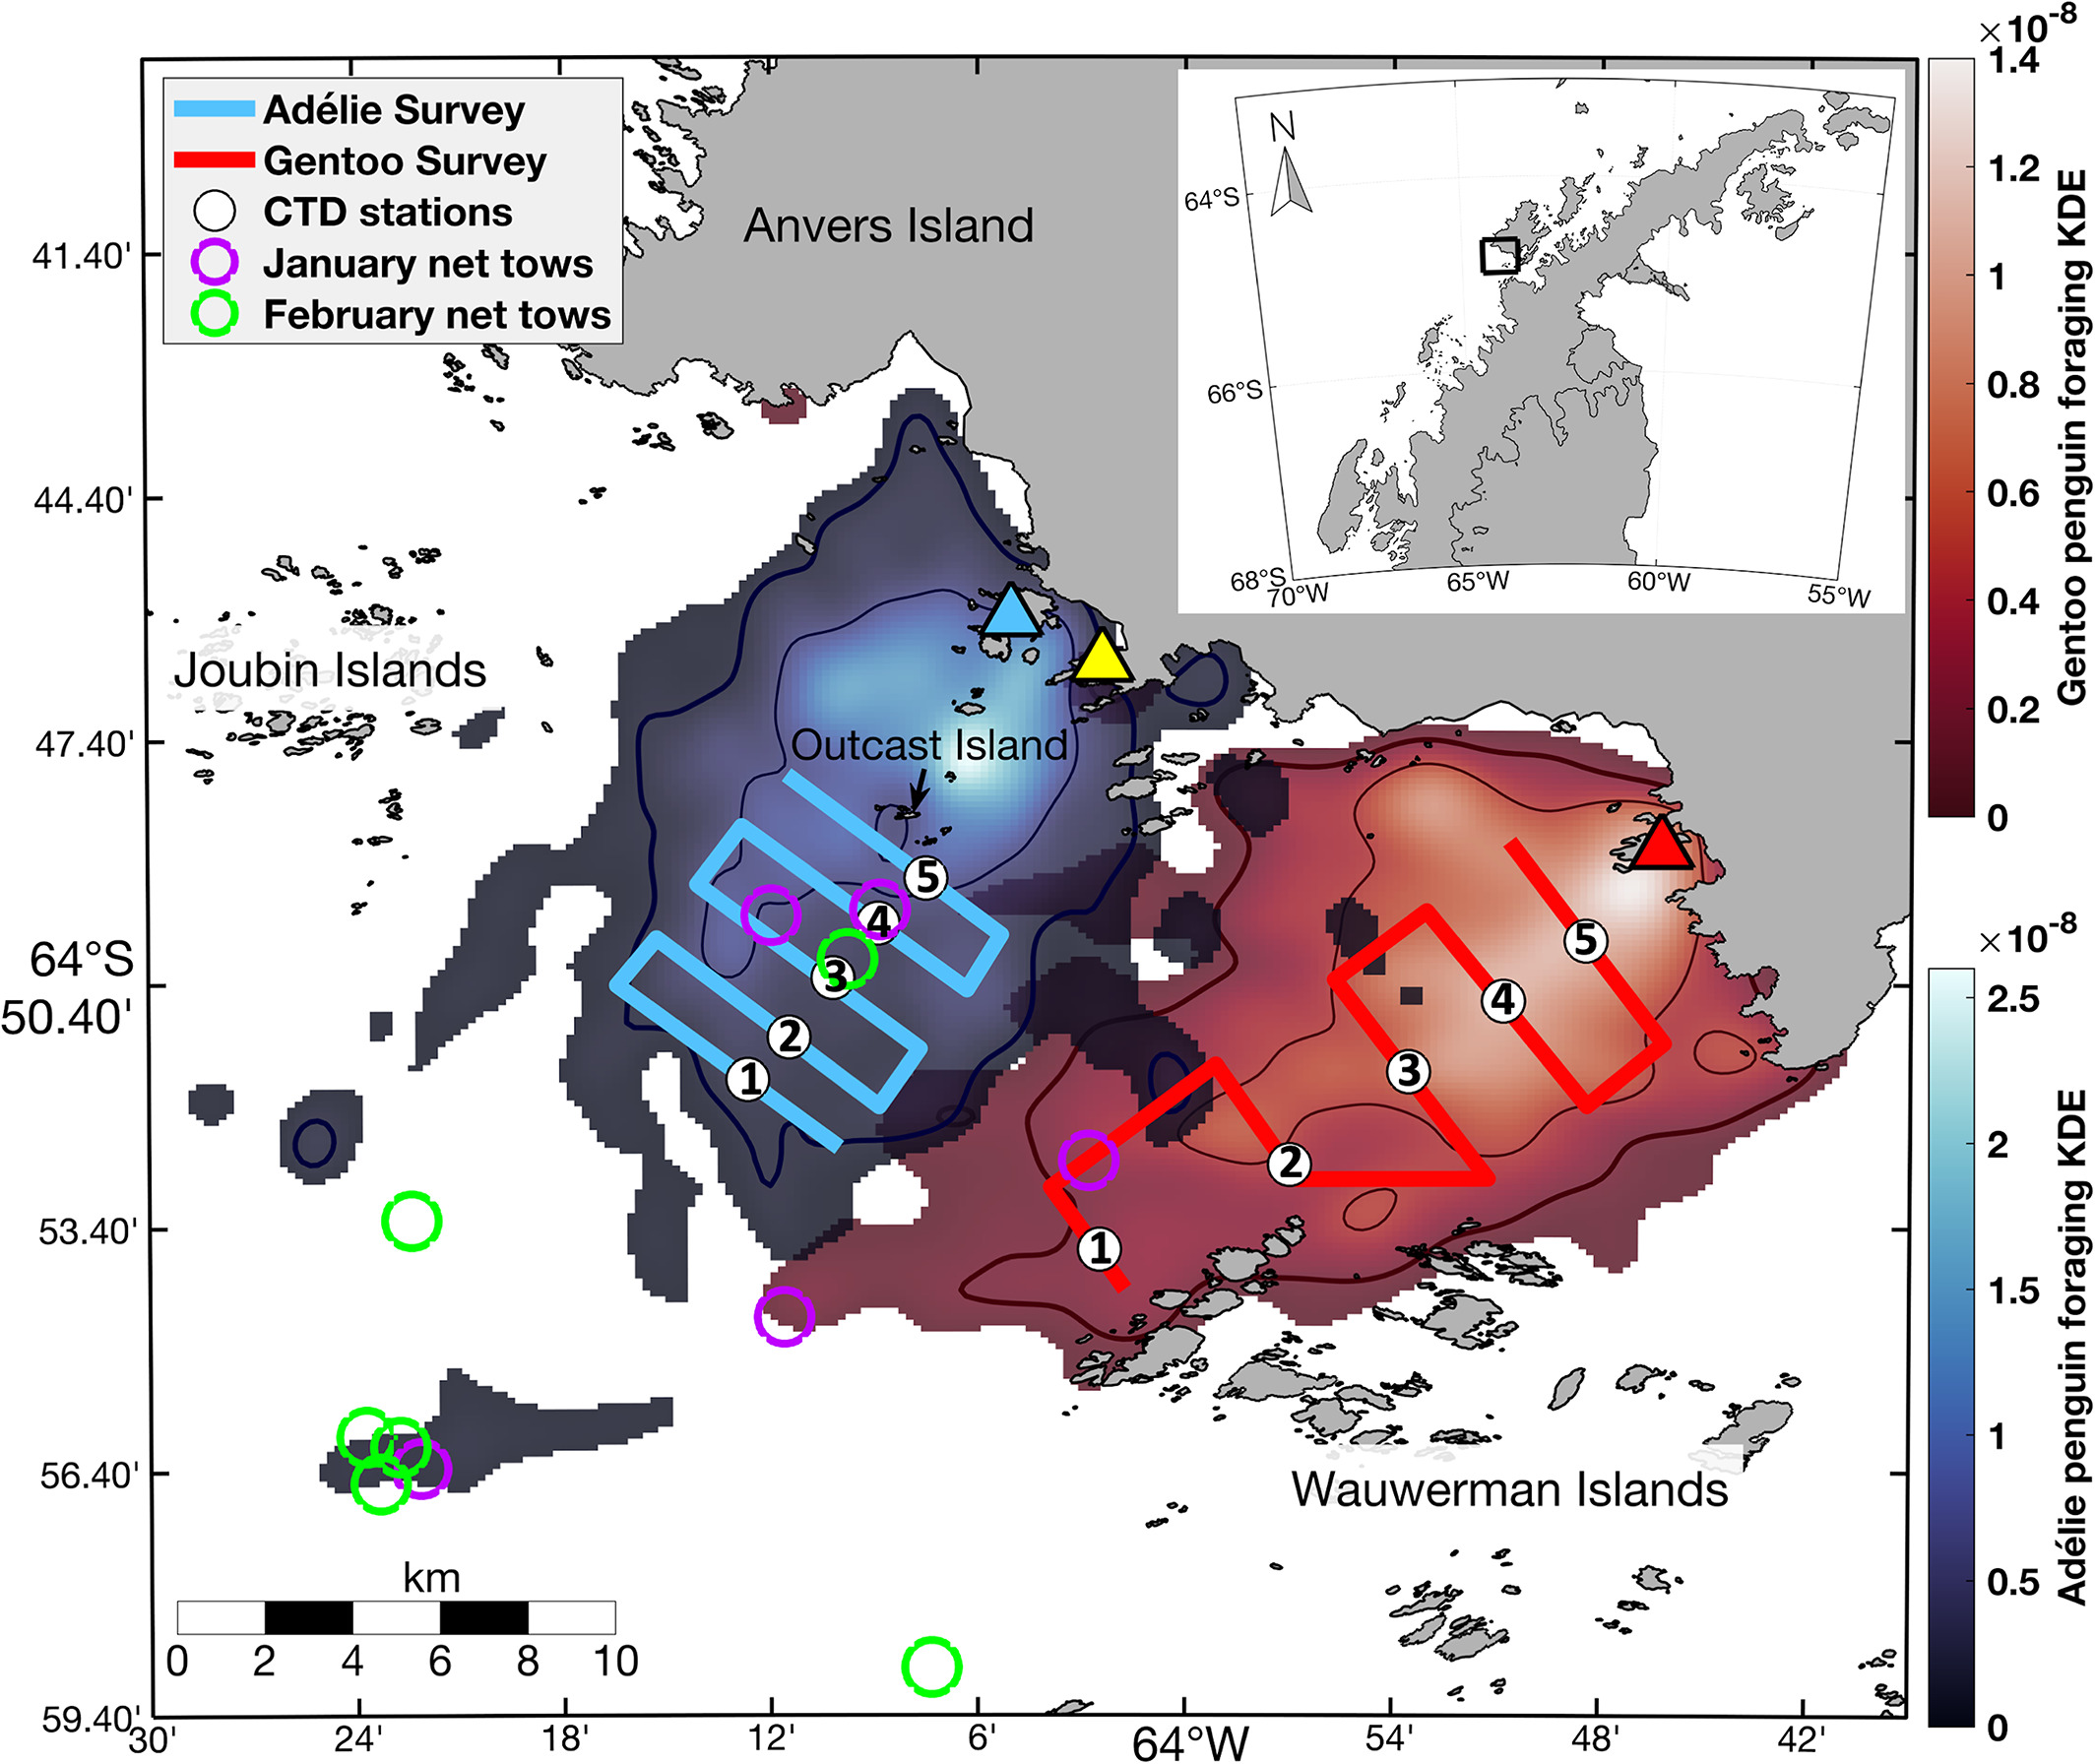 ×10⁻⁸
Adélie Survey
Gentoo Survey
CTD stations
January net tows
February net tows
Anvers Island
N
64°S
66°S
68°S
70°W
65°W
60°W
55°W
1.4
1.2
1
0.8
0.6
0.4
0.2
0
Gentoo penguin foraging KDE
41.40'
44.40'
47.40'
64°S
50.40'
53.40'
56.40'
59.40'
Joubin Islands
Outcast Island
5
4
3
2
1
5
4
3
2
1
Wauwerman Islands
×10⁻⁸
2.5
2
1.5
1
0.5
0
Adélie penguin foraging KDE
km
0 2 4 6 8 10
30' 24' 18' 12' 6' 64°W 54' 48' 42'